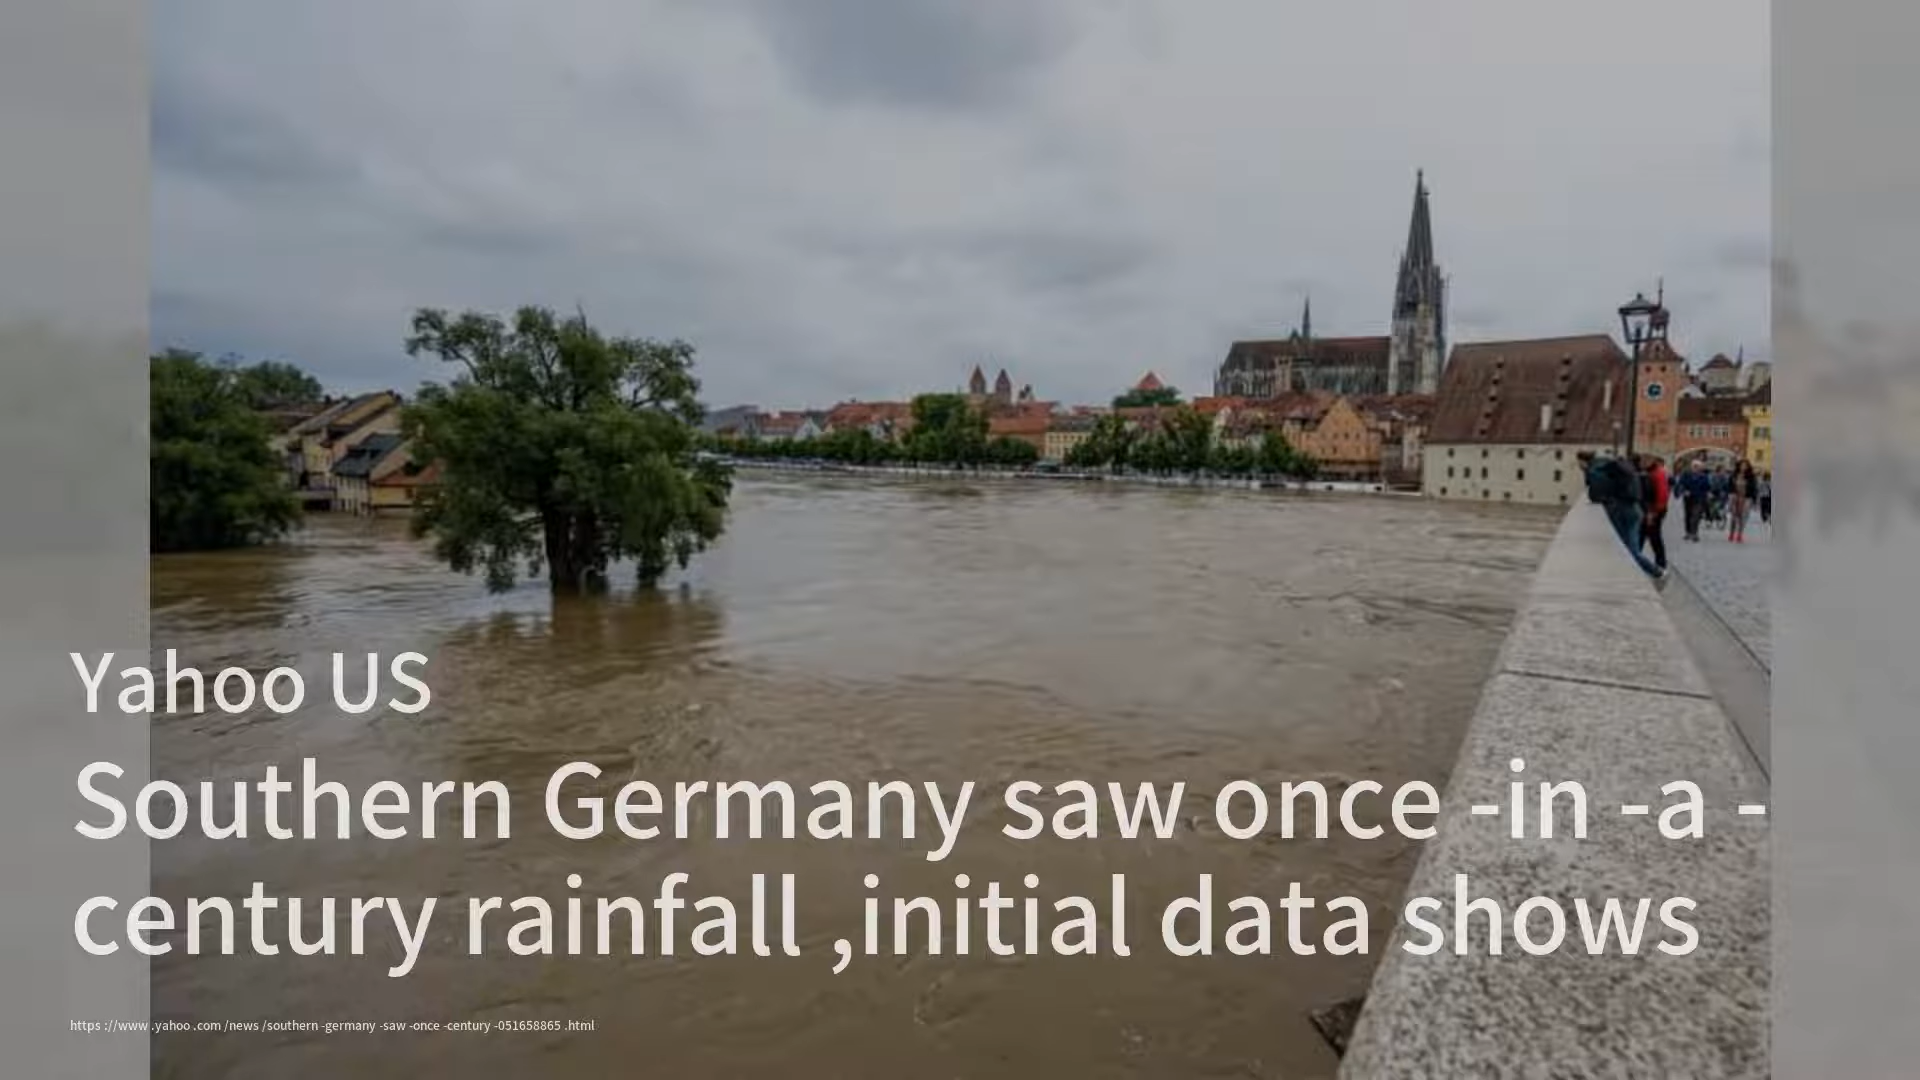 Yahoo US
Southern Germany saw once -in -a -
century rainfall ,initial data shows
https ://www .yahoo .com /news /southern -germany -saw -once -century -051658865 .html